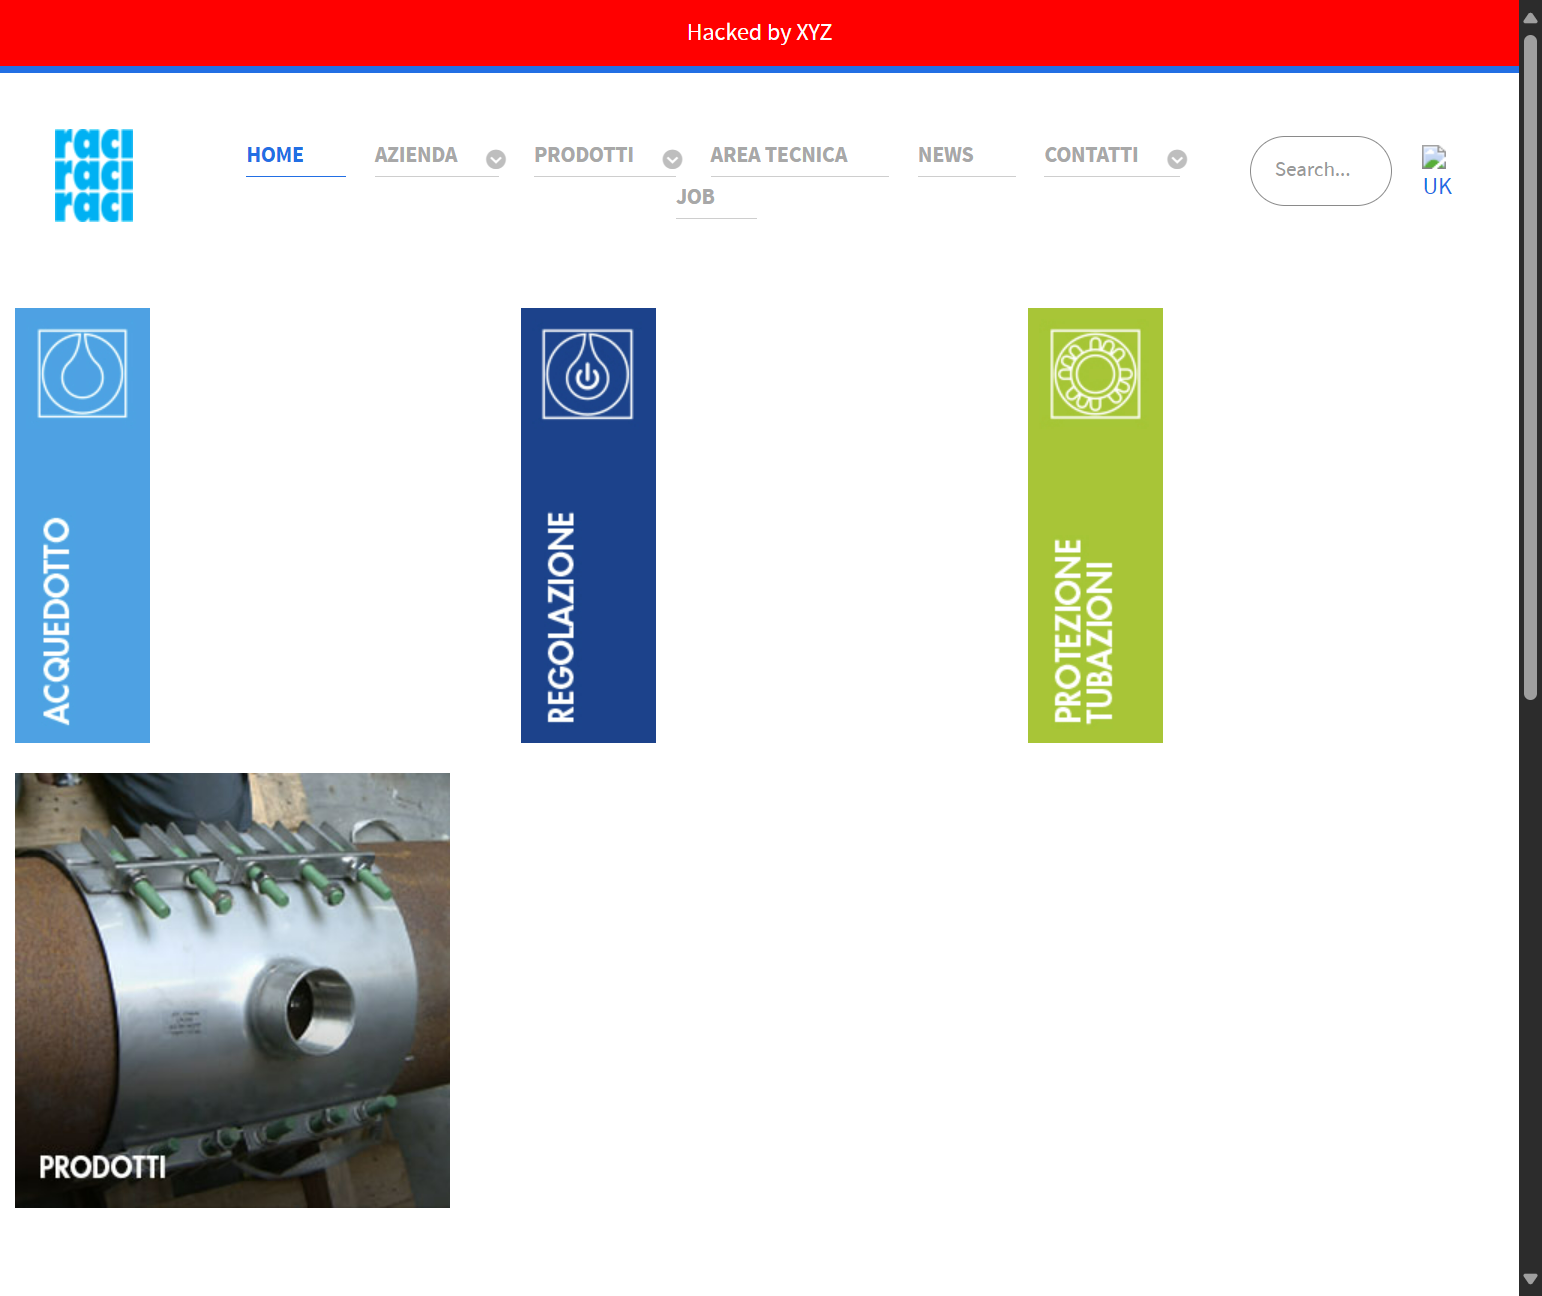 Hacked by XYZ
raci
raci
raci
HOME
AZIENDA
PRODOTTI
AREA TECNICA
NEWS
CONTATTI
JOB
Search...
UK
ACQUEDOTTO
REGOLAZIONE
PROTEZIONE
TUBAZIONI
PRODOTTI